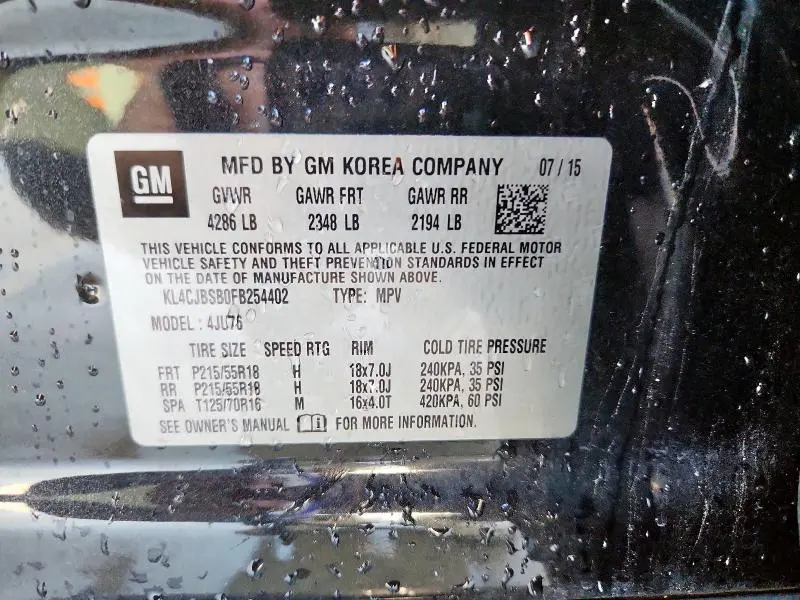 GM MFD BY GM KOREA COMPANY 07/15
GVWR GAWR FRT GAWR RR
4286 LB 2348 LB 2194 LB
THIS VEHICLE CONFORMS TO ALL APPLICABLE U.S. FEDERAL MOTOR
VEHICLE SAFETY AND THEFT PREVENTION STANDARDS IN EFFECT
ON THE DATE OF MANUFACTURE SHOWN ABOVE.
KL4CJBSB0FB254402 TYPE: MPV
MODEL: 4JU76
TIRE SIZE SPEED RTG RIM COLD TIRE PRESSURE
FRT P215/55R18 H 18x7.0J 240KPA, 35 PSI
RR P215/55R18 H 18x7.0J 240KPA, 35 PSI
SPA T125/70R16 M 16x4.0T 420KPA, 60 PSI
SEE OWNER'S MANUAL FOR MORE INFORMATION.